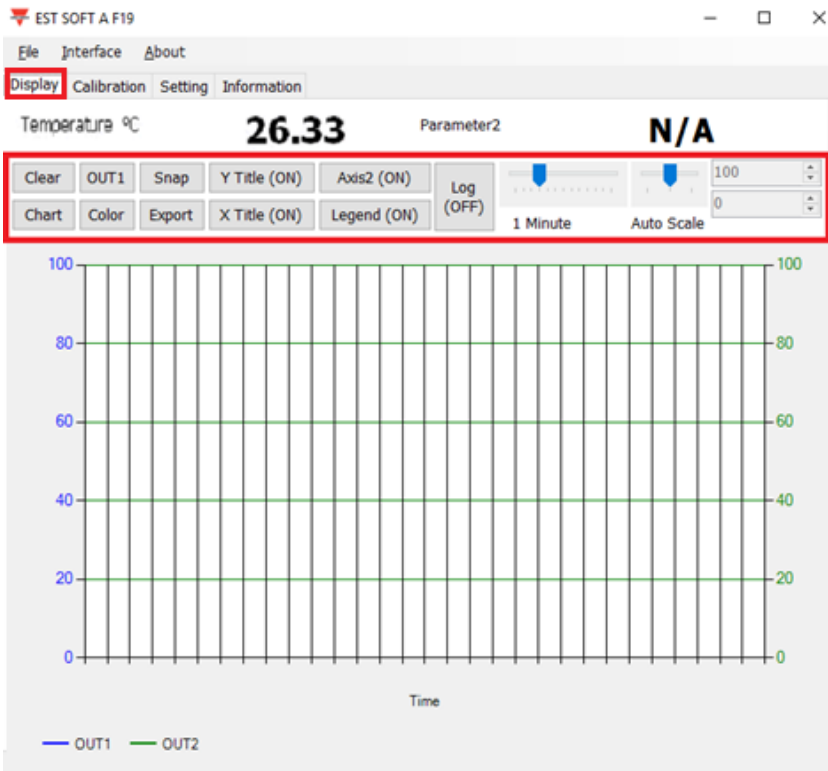 EST SOFT A F19
File Interface About
Display Calibration Setting Information
Temperature ºC 26.33 Parameter2 N/A
Clear OUT1 Snap Y Title (ON) Axis2 (ON) Log (OFF) 100
Chart Color Export X Title (ON) Legend (ON) 1 Minute Auto Scale 0
100 100
80 80
60 60
40 40
20 20
0 0
Time
OUT1 OUT2